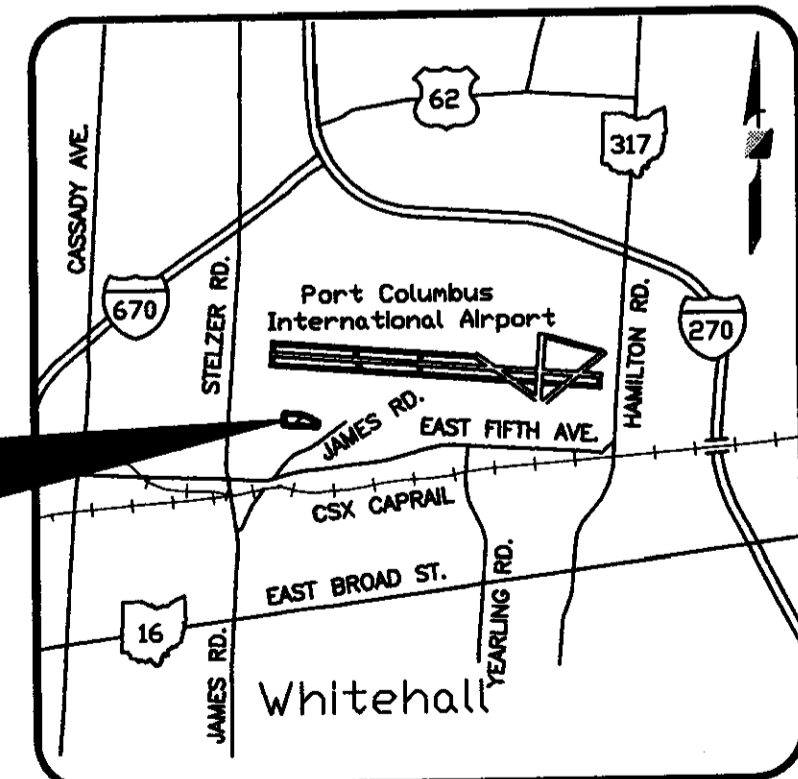 62
317
CASSADY AVE.
670
STELZER RD.
Port Columbus
International Airport
HAMILTON RD.
270
JAMES RD.
EAST FIFTH AVE.
CSX CAPRAIL
EAST BROAD ST.
YEARLING RD.
16
JAMES RD.
Whitehall